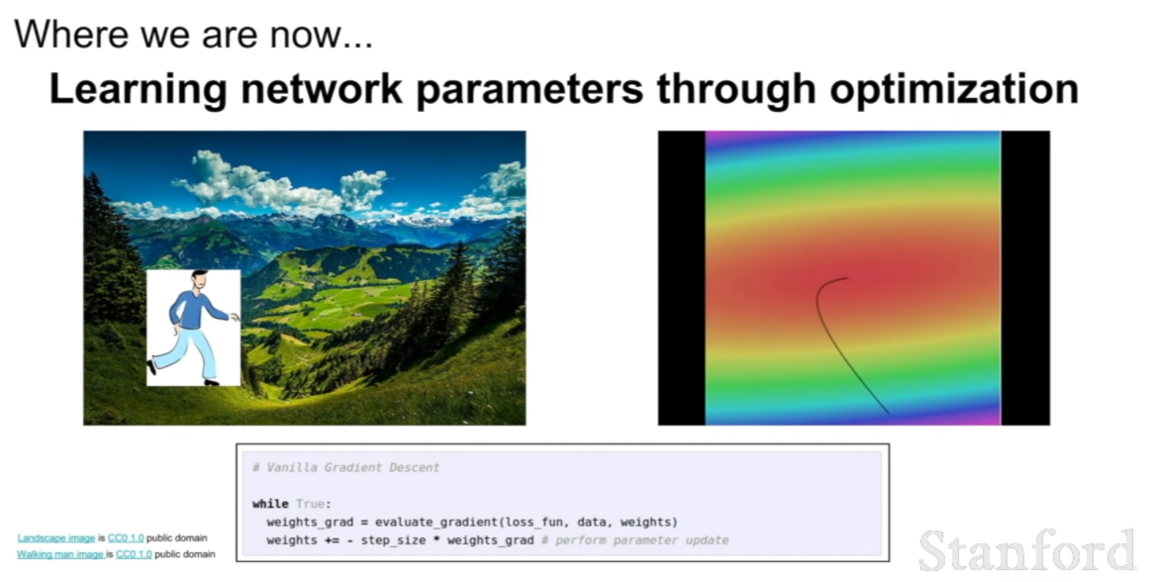 Where we are now...
Learning network parameters through optimization
# Vanilla Gradient Descent
while True:
weights_grad = evaluate_gradient(loss_fun, data, weights)
weights += - step_size * weights_grad # perform parameter update
Landscape image is CC0 1.0 public domain
Walking man image is CC0 1.0 public domain
Stanford